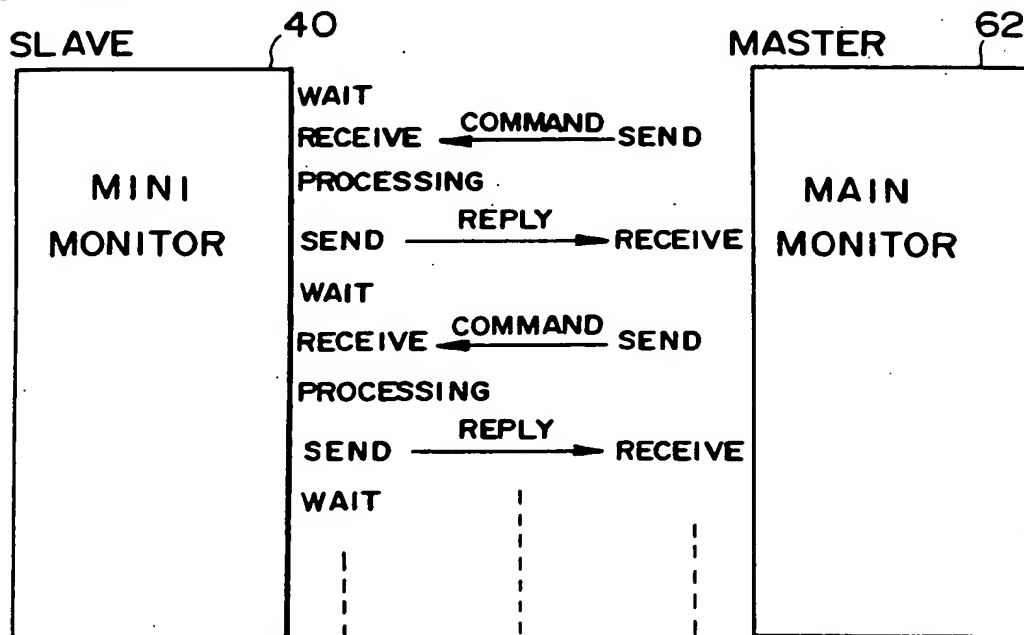 SLAVE 40 MASTER 62
WAIT
RECEIVE COMMAND SEND
PROCESSING
MINI MONITOR
MAIN MONITOR
SEND REPLY RECEIVE
WAIT
RECEIVE COMMAND SEND
PROCESSING
SEND REPLY RECEIVE
WAIT